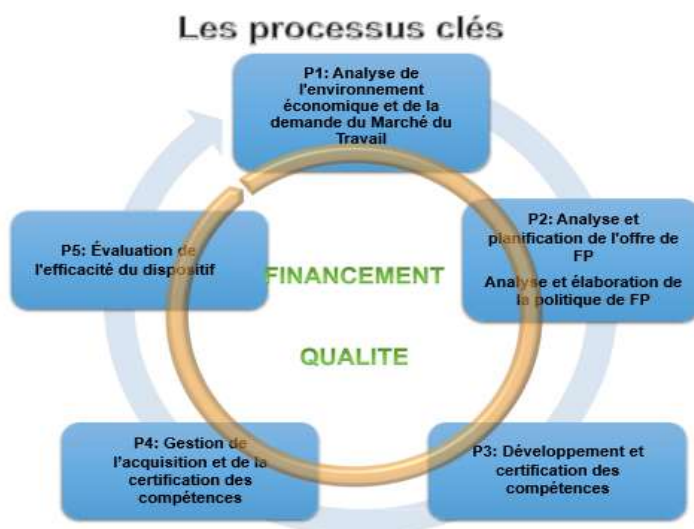 Les processus clés
P1: Analyse de
l'environnement
économique et de la
demande du Marché du
Travail
P2: Analyse et
planification de l'offre de
FP
Analyse et élaboration de
la politique de FP
P3: Développement et
certification des
compétences
P4: Gestion de
l'acquisition et de la
certification des
compétences
P5: Évaluation de
l'efficacité du dispositif
FINANCEMENT
QUALITE